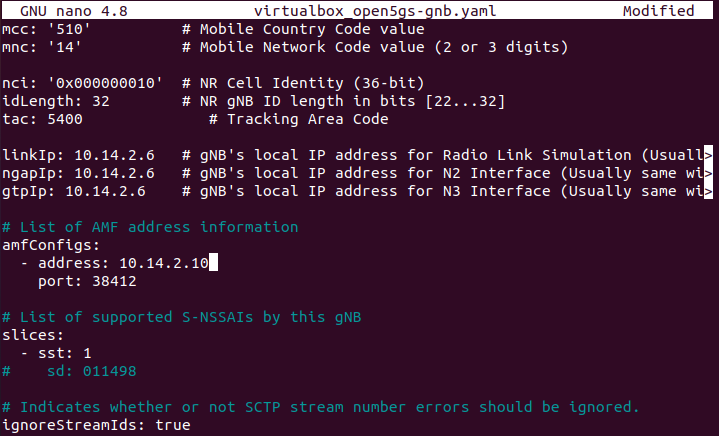 GNU nano 4.8                virtualbox_open5gs-gnb.yaml                Modified
mcc: '510'          # Mobile Country Code value
mnc: '14'           # Mobile Network Code value (2 or 3 digits)

nci: '0x000000010'  # NR Cell Identity (36-bit)
idLength: 32        # NR gNB ID length in bits [22...32]
tac: 5400              # Tracking Area Code

linkIp: 10.14.2.6   # gNB's local IP address for Radio Link Simulation (Usuall>
ngapIp: 10.14.2.6   # gNB's local IP address for N2 Interface (Usually same wi>
gtpIp: 10.14.2.6    # gNB's local IP address for N3 Interface (Usually same wi>

# List of AMF address information
amfConfigs:
  - address: 10.14.2.10
    port: 38412

# List of supported S-NSSAIs by this gNB
slices:
  - sst: 1
#    sd: 011498

# Indicates whether or not SCTP stream number errors should be ignored.
ignoreStreamIds: true